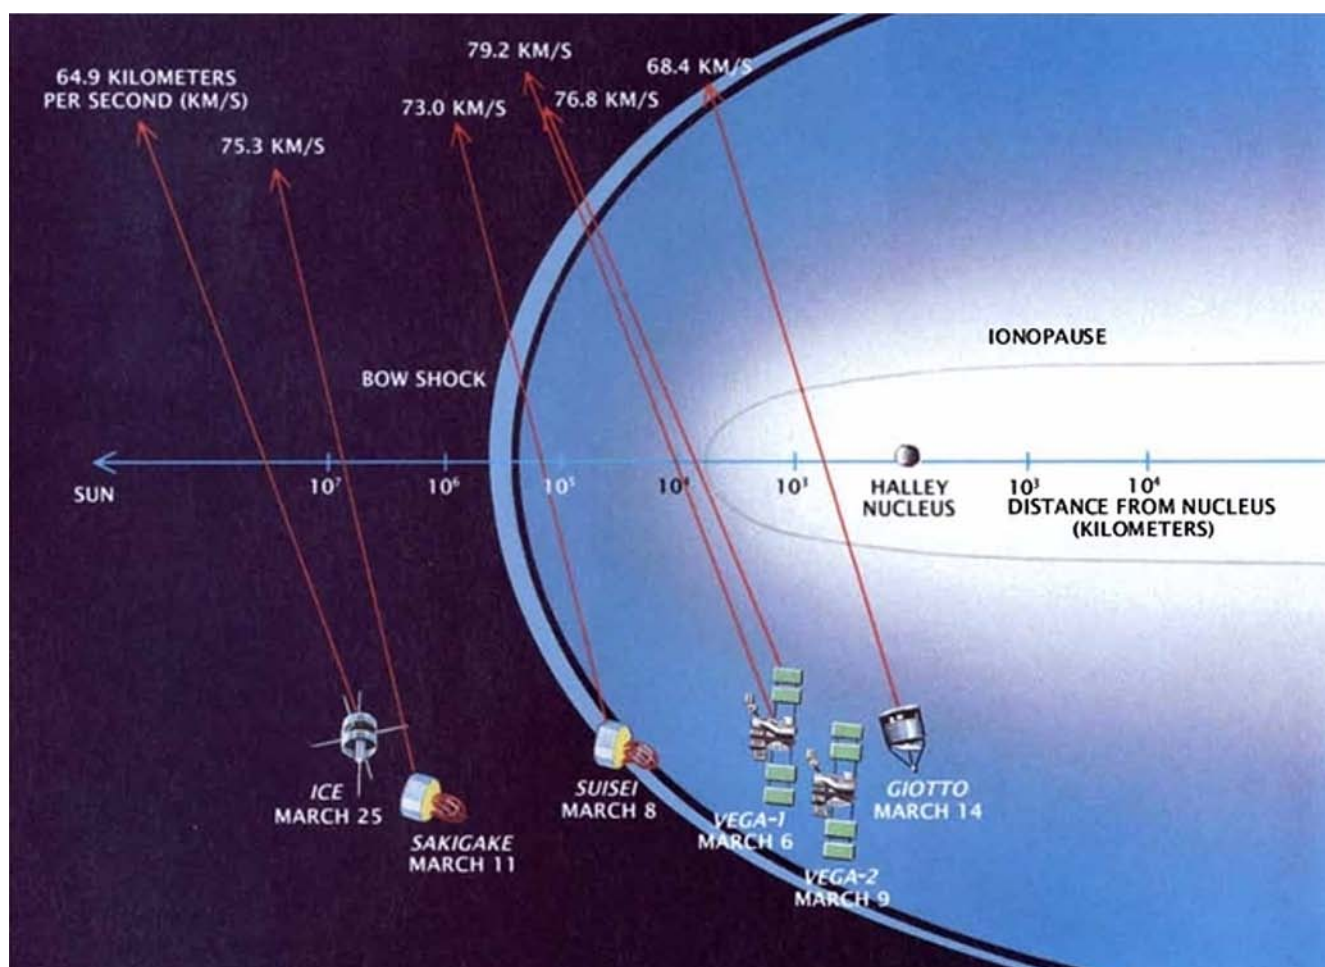 79.2 KM/S
68.4 KM/S
64.9 KILOMETERS
PER SECOND (KM/S)
73.0 KM/S
76.8 KM/S
75.3 KM/S
IONOPAUSE
BOW SHOCK
SUN
10⁷
10⁶
10⁵
10⁴
10³
HALLEY
NUCLEUS
10³
10⁴
DISTANCE FROM NUCLEUS
(KILOMETERS)
ICE
MARCH 25
SAKIGAKE
MARCH 11
SUISEI
MARCH 8
VEGA-1
MARCH 6
VEGA-2
MARCH 9
GIOTTO
MARCH 14